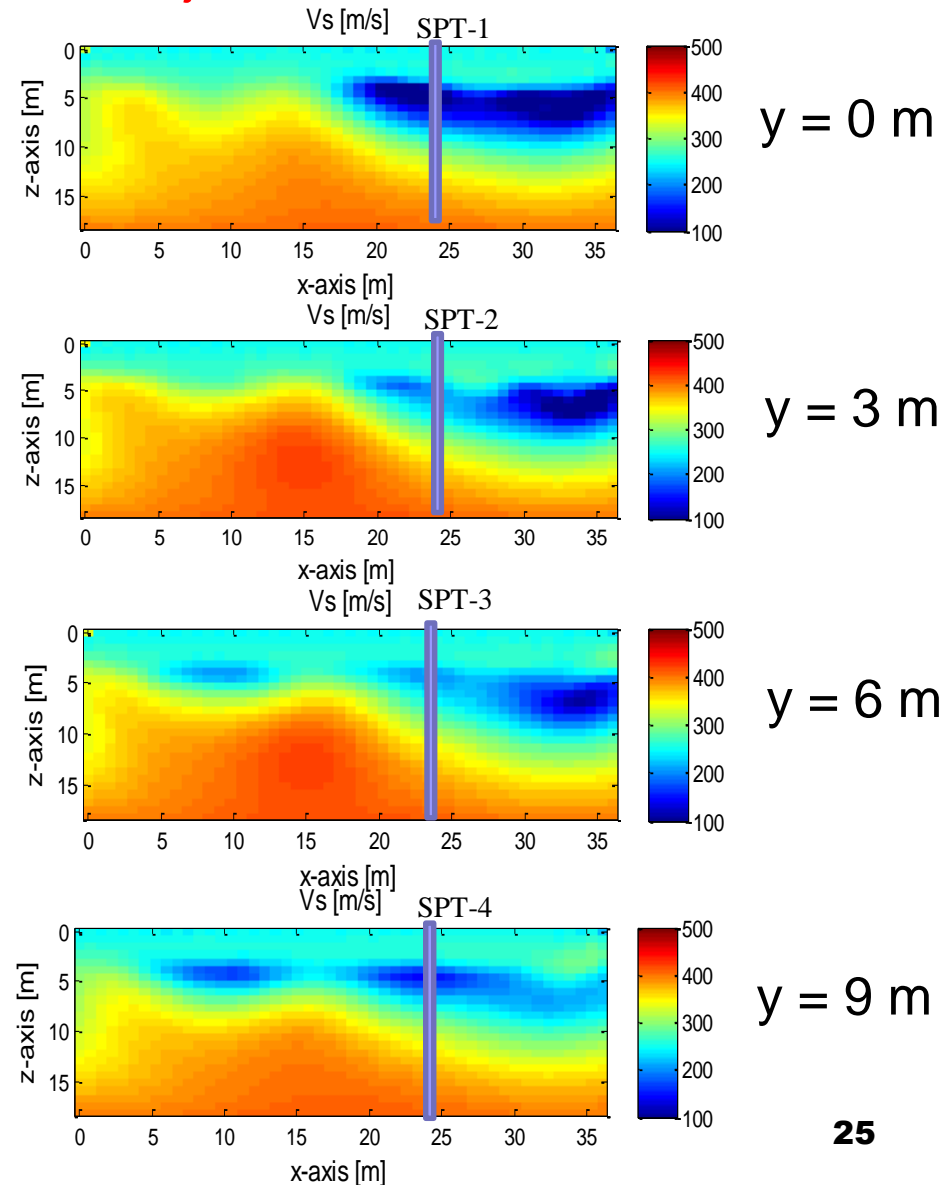 Vs [m/s] SPT-1
0
5
10
15
z-axis [m]
0 5 10 15 20 25 30 35
x-axis [m]
500
400
300
200
100
y = 0 m
Vs [m/s] SPT-2
0
5
10
15
z-axis [m]
0 5 10 15 20 25 30 35
x-axis [m]
500
400
300
200
100
y = 3 m
Vs [m/s] SPT-3
0
5
10
15
z-axis [m]
0 5 10 15 20 25 30 35
x-axis [m]
500
400
300
200
100
y = 6 m
Vs [m/s] SPT-4
0
5
10
15
z-axis [m]
0 5 10 15 20 25 30 35
x-axis [m]
500
400
300
200
100
y = 9 m
25